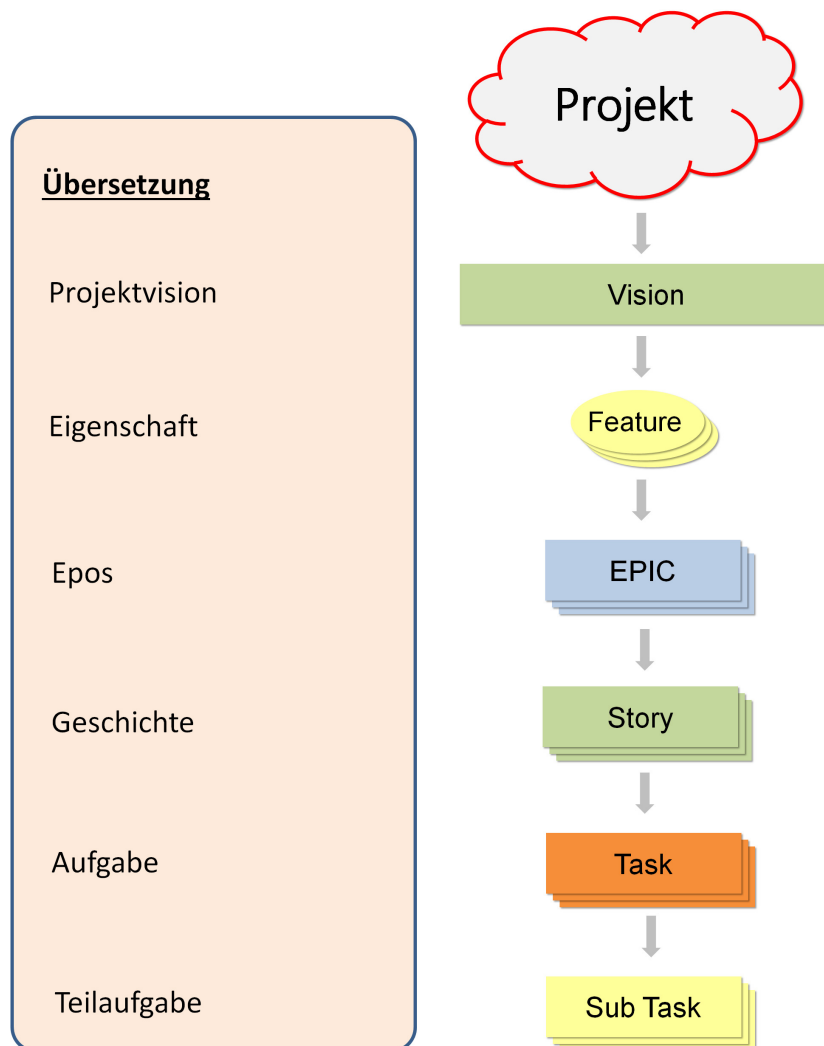 Projekt
Übersetzung
Projektvision
Vision
Eigenschaft
Feature
Epos
EPIC
Geschichte
Story
Aufgabe
Task
Teilaufgabe
Sub Task